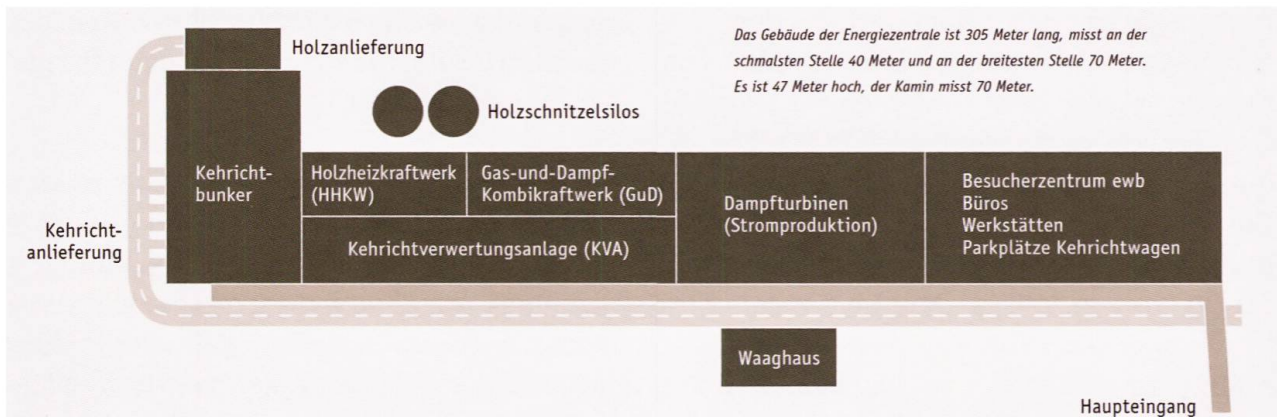 Holzanlieferung
Das Gebäude der Energiezentrale ist 305 Meter lang, misst an der
schmalsten Stelle 40 Meter und an der breitesten Stelle 70 Meter.
Es ist 47 Meter hoch, der Kamin misst 70 Meter.
Holzschnitzelsilos
Kehricht-
bunker
Holzheizkraftwerk
(HHKW)
Gas-und-Dampf-
Kombikraftwerk (GuD)
Kehrichtverwertungsanlage (KVA)
Dampfturbinen
(Stromproduktion)
Besucherzentrum ewb
Büros
Werkstätten
Parkplätze Kehrichtwagen
Kehricht-
anlieferung
Waaghaus
Haupteingang